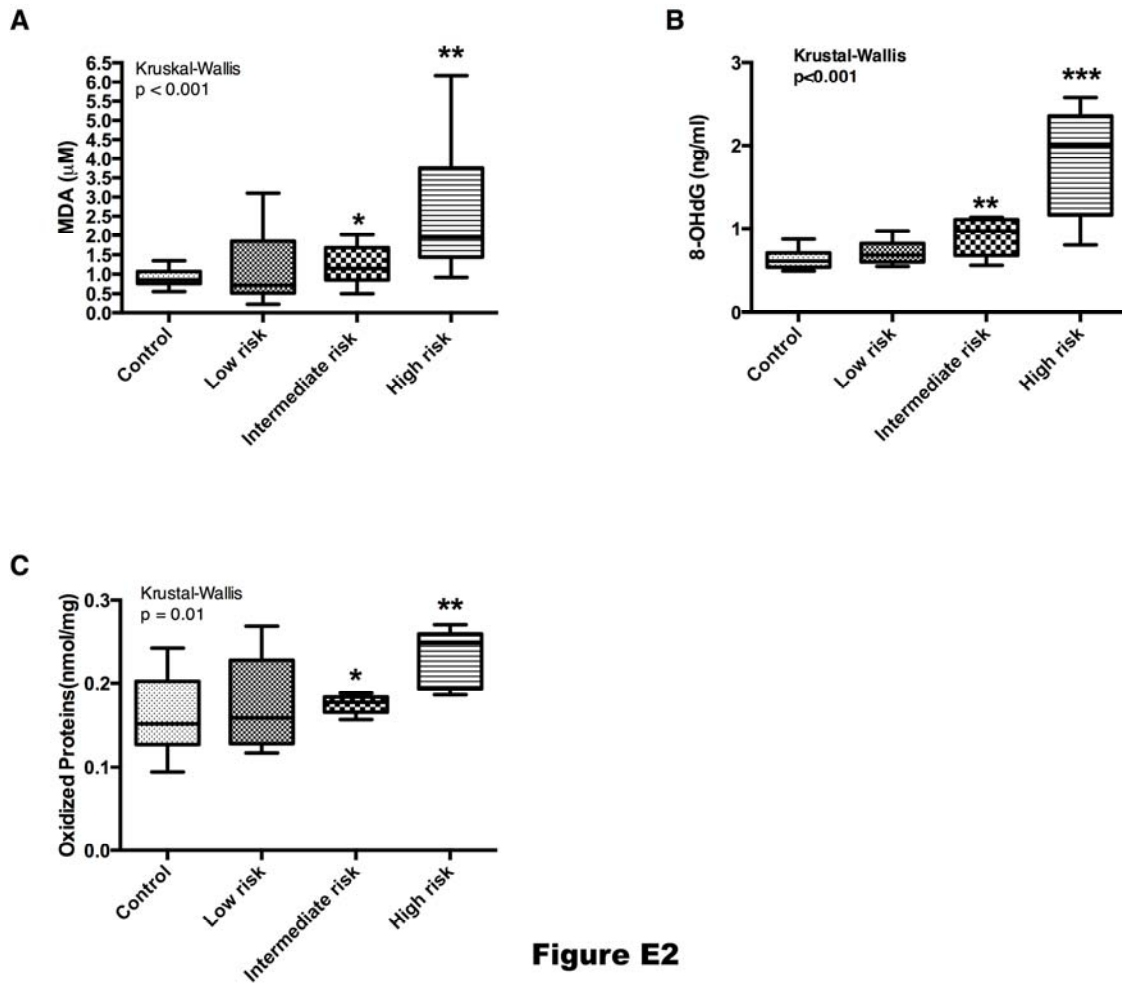 A
Kruskal-Wallis
p < 0.001
**
*
MDA (μM)
6.5
6.0
5.5
5.0
4.5
4.0
3.5
3.0
2.5
2.0
1.5
1.0
0.5
0.0
Control
Low risk
Intermediate risk
High risk
B
Krustal-Wallis
p<0.001
***
**
8-OHdG (ng/ml)
3
2
1
0
Control
Low risk
Intermediate risk
High risk
C
Krustal-Wallis
p = 0.01
**
*
Oxidized Proteins(nmol/mg)
0.3
0.2
0.1
0.0
Control
Low risk
Intermediate risk
High risk
Figure E2